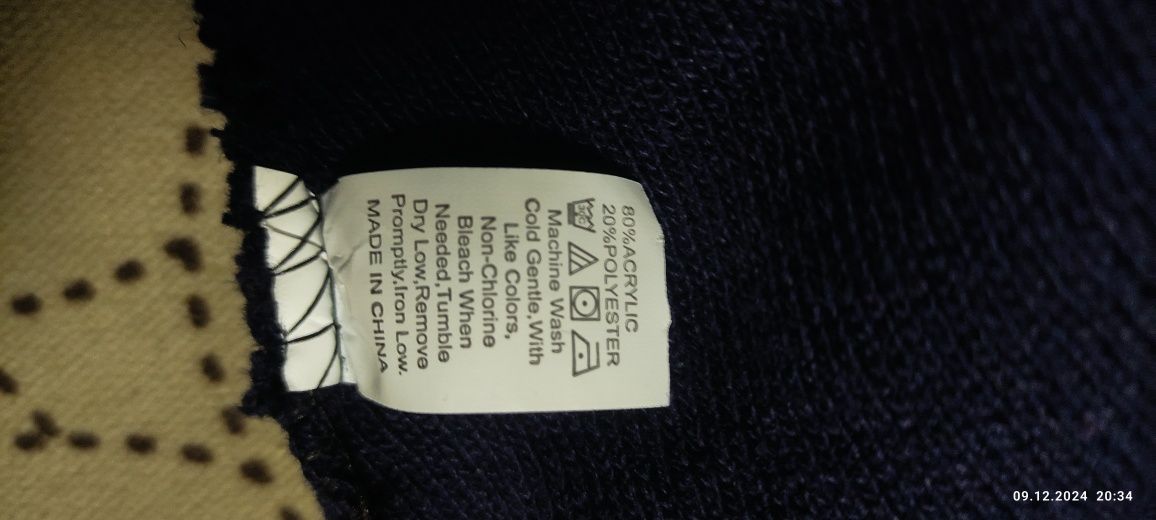 80%ACRYLIC
20%POLYESTER
Machine Wash
Cold Gentle,With
Like Colors,
Non-Chlorine
Bleach When
Needed,Tumble
Dry Low,Remove
Promptly,Iron Low.
MADE IN CHINA
09.12.2024 20:34